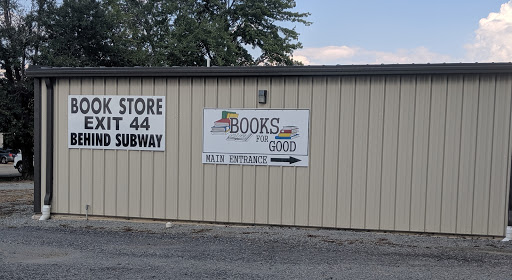 BOOK STORE
EXIT 44
BEHIND SUBWAY
BOOKS
FOR
GOOD
MAIN ENTRANCE